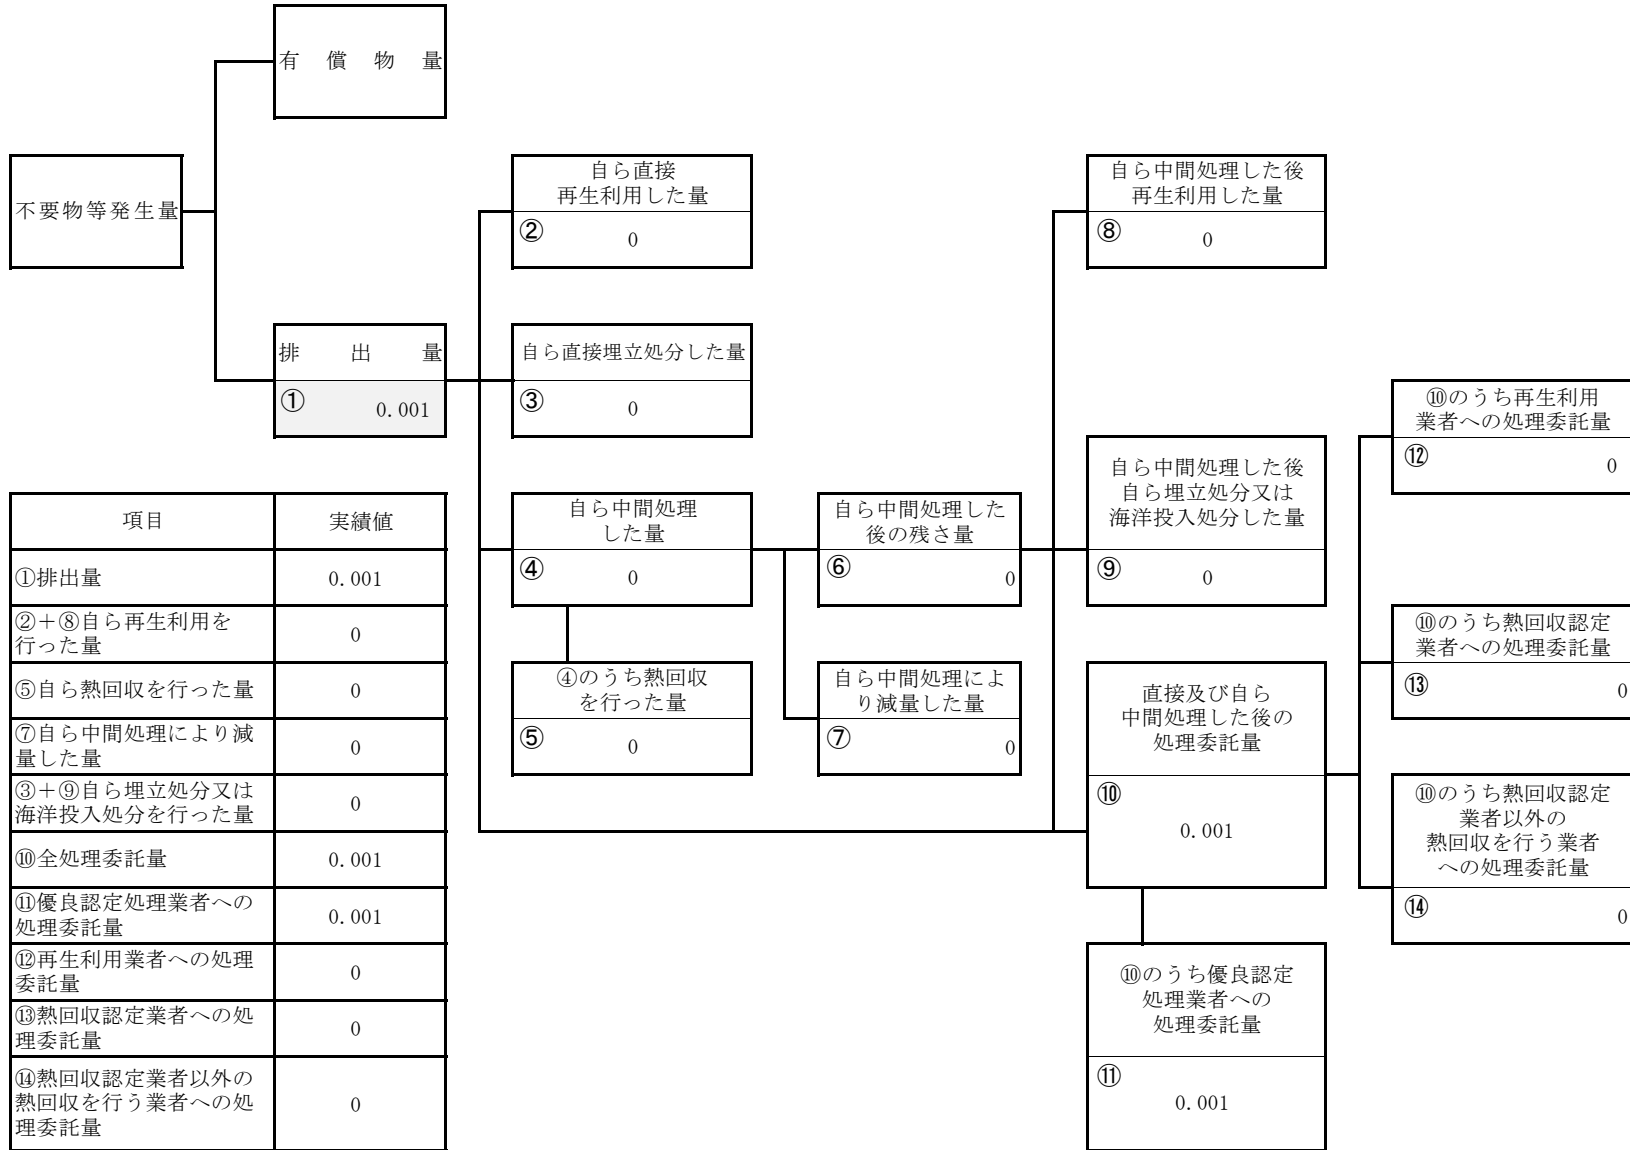 有償物量
不要物等発生量
排出量
①
0.001
自ら直接
再生利用した量
②
0
自ら直接埋立処分した量
③
0
自ら中間処理
した量
④
0
④のうち熱回収
を行った量
⑤
0
自ら中間処理した
後の残さ量
⑥
0
自ら中間処理によ
り減量した量
⑦
0
自ら中間処理した後
再生利用した量
⑧
0
自ら中間処理した後
自ら埋立処分又は
海洋投入処分した量
⑨
0
直接及び自ら
中間処理した後の
処理委託量
⑩
0.001
⑩のうち優良認定
処理業者への
処理委託量
⑪
0.001
⑩のうち再生利用
業者への処理委託量
⑫
0
⑩のうち熱回収認定
業者への処理委託量
⑬
0
⑩のうち熱回収認定
業者以外の
熱回収を行う業者
への処理委託量
⑭
0
項目 実績値
①排出量 0.001
②＋⑧自ら再生利用を
行った量 0
⑤自ら熱回収を行った量 0
⑦自ら中間処理により減
量した量 0
③＋⑨自ら埋立処分又は
海洋投入処分を行った量 0
⑩全処理委託量 0.001
⑪優良認定処理業者への
処理委託量 0.001
⑫再生利用業者への処理
委託量 0
⑬熱回収認定業者への処
理委託量 0
⑭熱回収認定業者以外の
熱回収を行う業者への処
理委託量 0